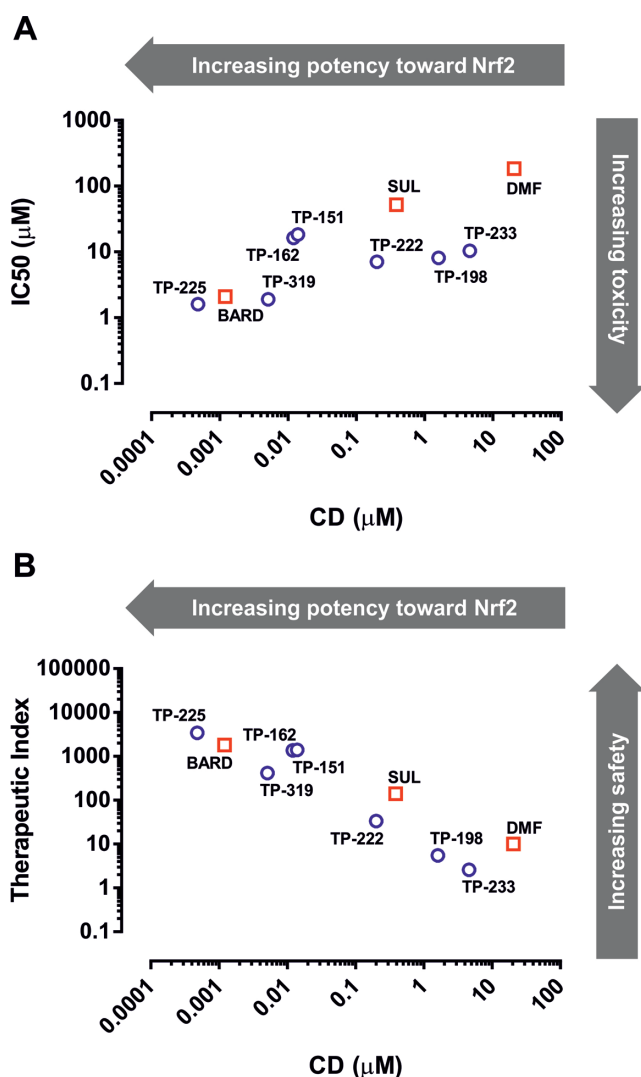 A
Increasing potency toward Nrf2
1000
100
10
1
0.1
IC50 (μM)
SUL
DMF
TP-151
TP-162
TP-222
TP-233
TP-225
TP-319
TP-198
BARD
Increasing toxicity
0.0001
0.001
0.01
0.1
1
10
100
CD (μM)
B
Increasing potency toward Nrf2
100000
10000
1000
100
10
1
0.1
Therapeutic Index
TP-225
TP-162
BARD
TP-151
TP-319
SUL
TP-222
TP-198
DMF
TP-233
Increasing safety
0.0001
0.001
0.01
0.1
1
10
100
CD (μM)